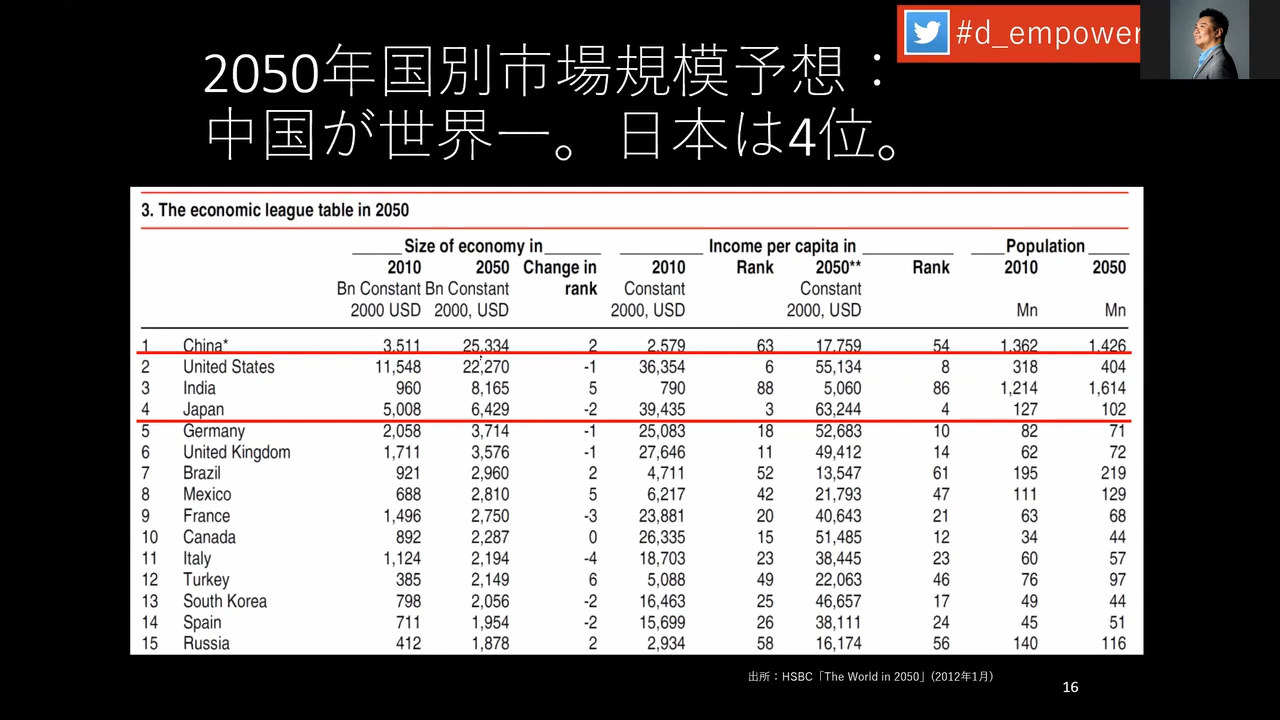 #d_empower
2050年国別市場規模予想：
中国が世界一。日本は4位。
3. The economic league table in 2050
Size of economy in Income per capita in Population
2010 2050 Change in 2010 Rank 2050** Rank 2010 2050
Bn Constant Bn Constant rank Constant Constant
2000 USD 2000, USD 2000, USD 2000, USD Mn Mn
1 China* 3,511 25,334 2 2,579 63 17,759 54 1,362 1,426
2 United States 11,548 22,270 -1 36,354 6 55,134 8 318 404
3 India 960 8,165 5 790 88 5,060 86 1,214 1,614
4 Japan 5,008 6,429 -2 39,435 3 63,244 4 127 102
5 Germany 2,058 3,714 -1 25,083 18 52,683 10 82 71
6 United Kingdom 1,711 3,576 -1 27,646 11 49,412 14 62 72
7 Brazil 921 2,960 2 4,711 52 13,547 61 195 219
8 Mexico 688 2,810 5 6,217 42 21,793 47 111 129
9 France 1,496 2,750 -3 23,881 20 40,643 21 63 68
10 Canada 892 2,287 0 26,335 15 51,485 12 34 44
11 Italy 1,124 2,194 -4 18,703 23 38,445 23 60 57
12 Turkey 385 2,149 6 5,088 49 22,063 46 76 97
13 South Korea 798 2,056 -2 16,463 25 46,657 17 49 44
14 Spain 711 1,954 -2 15,699 26 38,111 24 45 51
15 Russia 412 1,878 2 2,934 58 16,174 56 140 116
出所：HSBC「The World in 2050」(2012年1月)
16